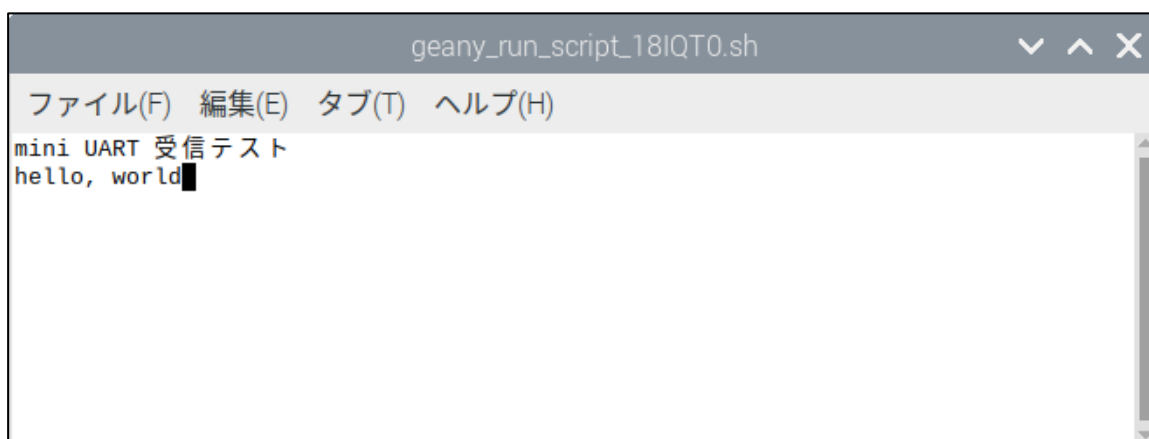 geany_run_script_18IQT0.sh
ファイル(F) 編集(E) タブ(T) ヘルプ(H)
mini UART 受信テスト
hello, world